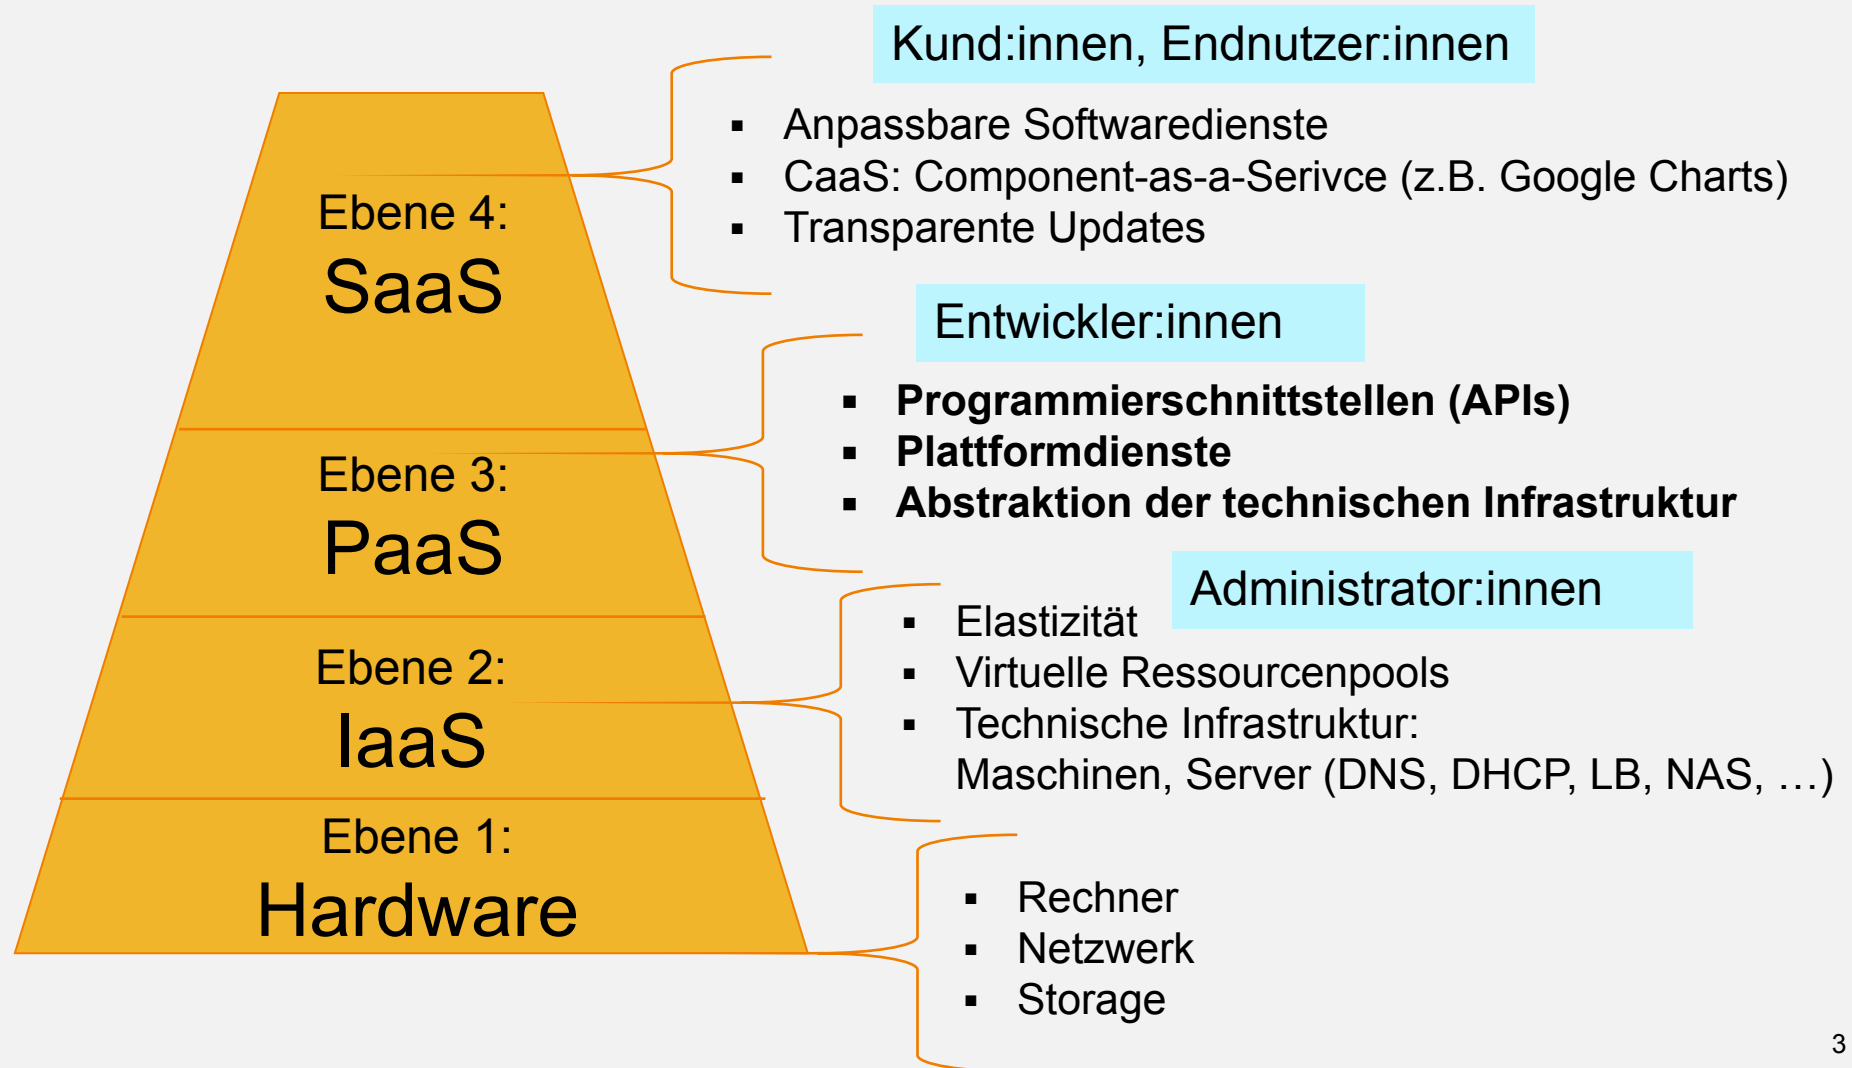 Kund:innen, Endnutzer:innen
▪ Anpassbare Softwaredienste
▪ CaaS: Component-as-a-Serivce (z.B. Google Charts)
▪ Transparente Updates
Ebene 4:
SaaS
Entwickler:innen
▪ Programmierschnittstellen (APIs)
▪ Plattformdienste
▪ Abstraktion der technischen Infrastruktur
Ebene 3:
PaaS
Administrator:innen
▪ Elastizität
▪ Virtuelle Ressourcenpools
▪ Technische Infrastruktur:
Maschinen, Server (DNS, DHCP, LB, NAS, …)
Ebene 2:
IaaS
Ebene 1:
Hardware
▪ Rechner
▪ Netzwerk
▪ Storage
3